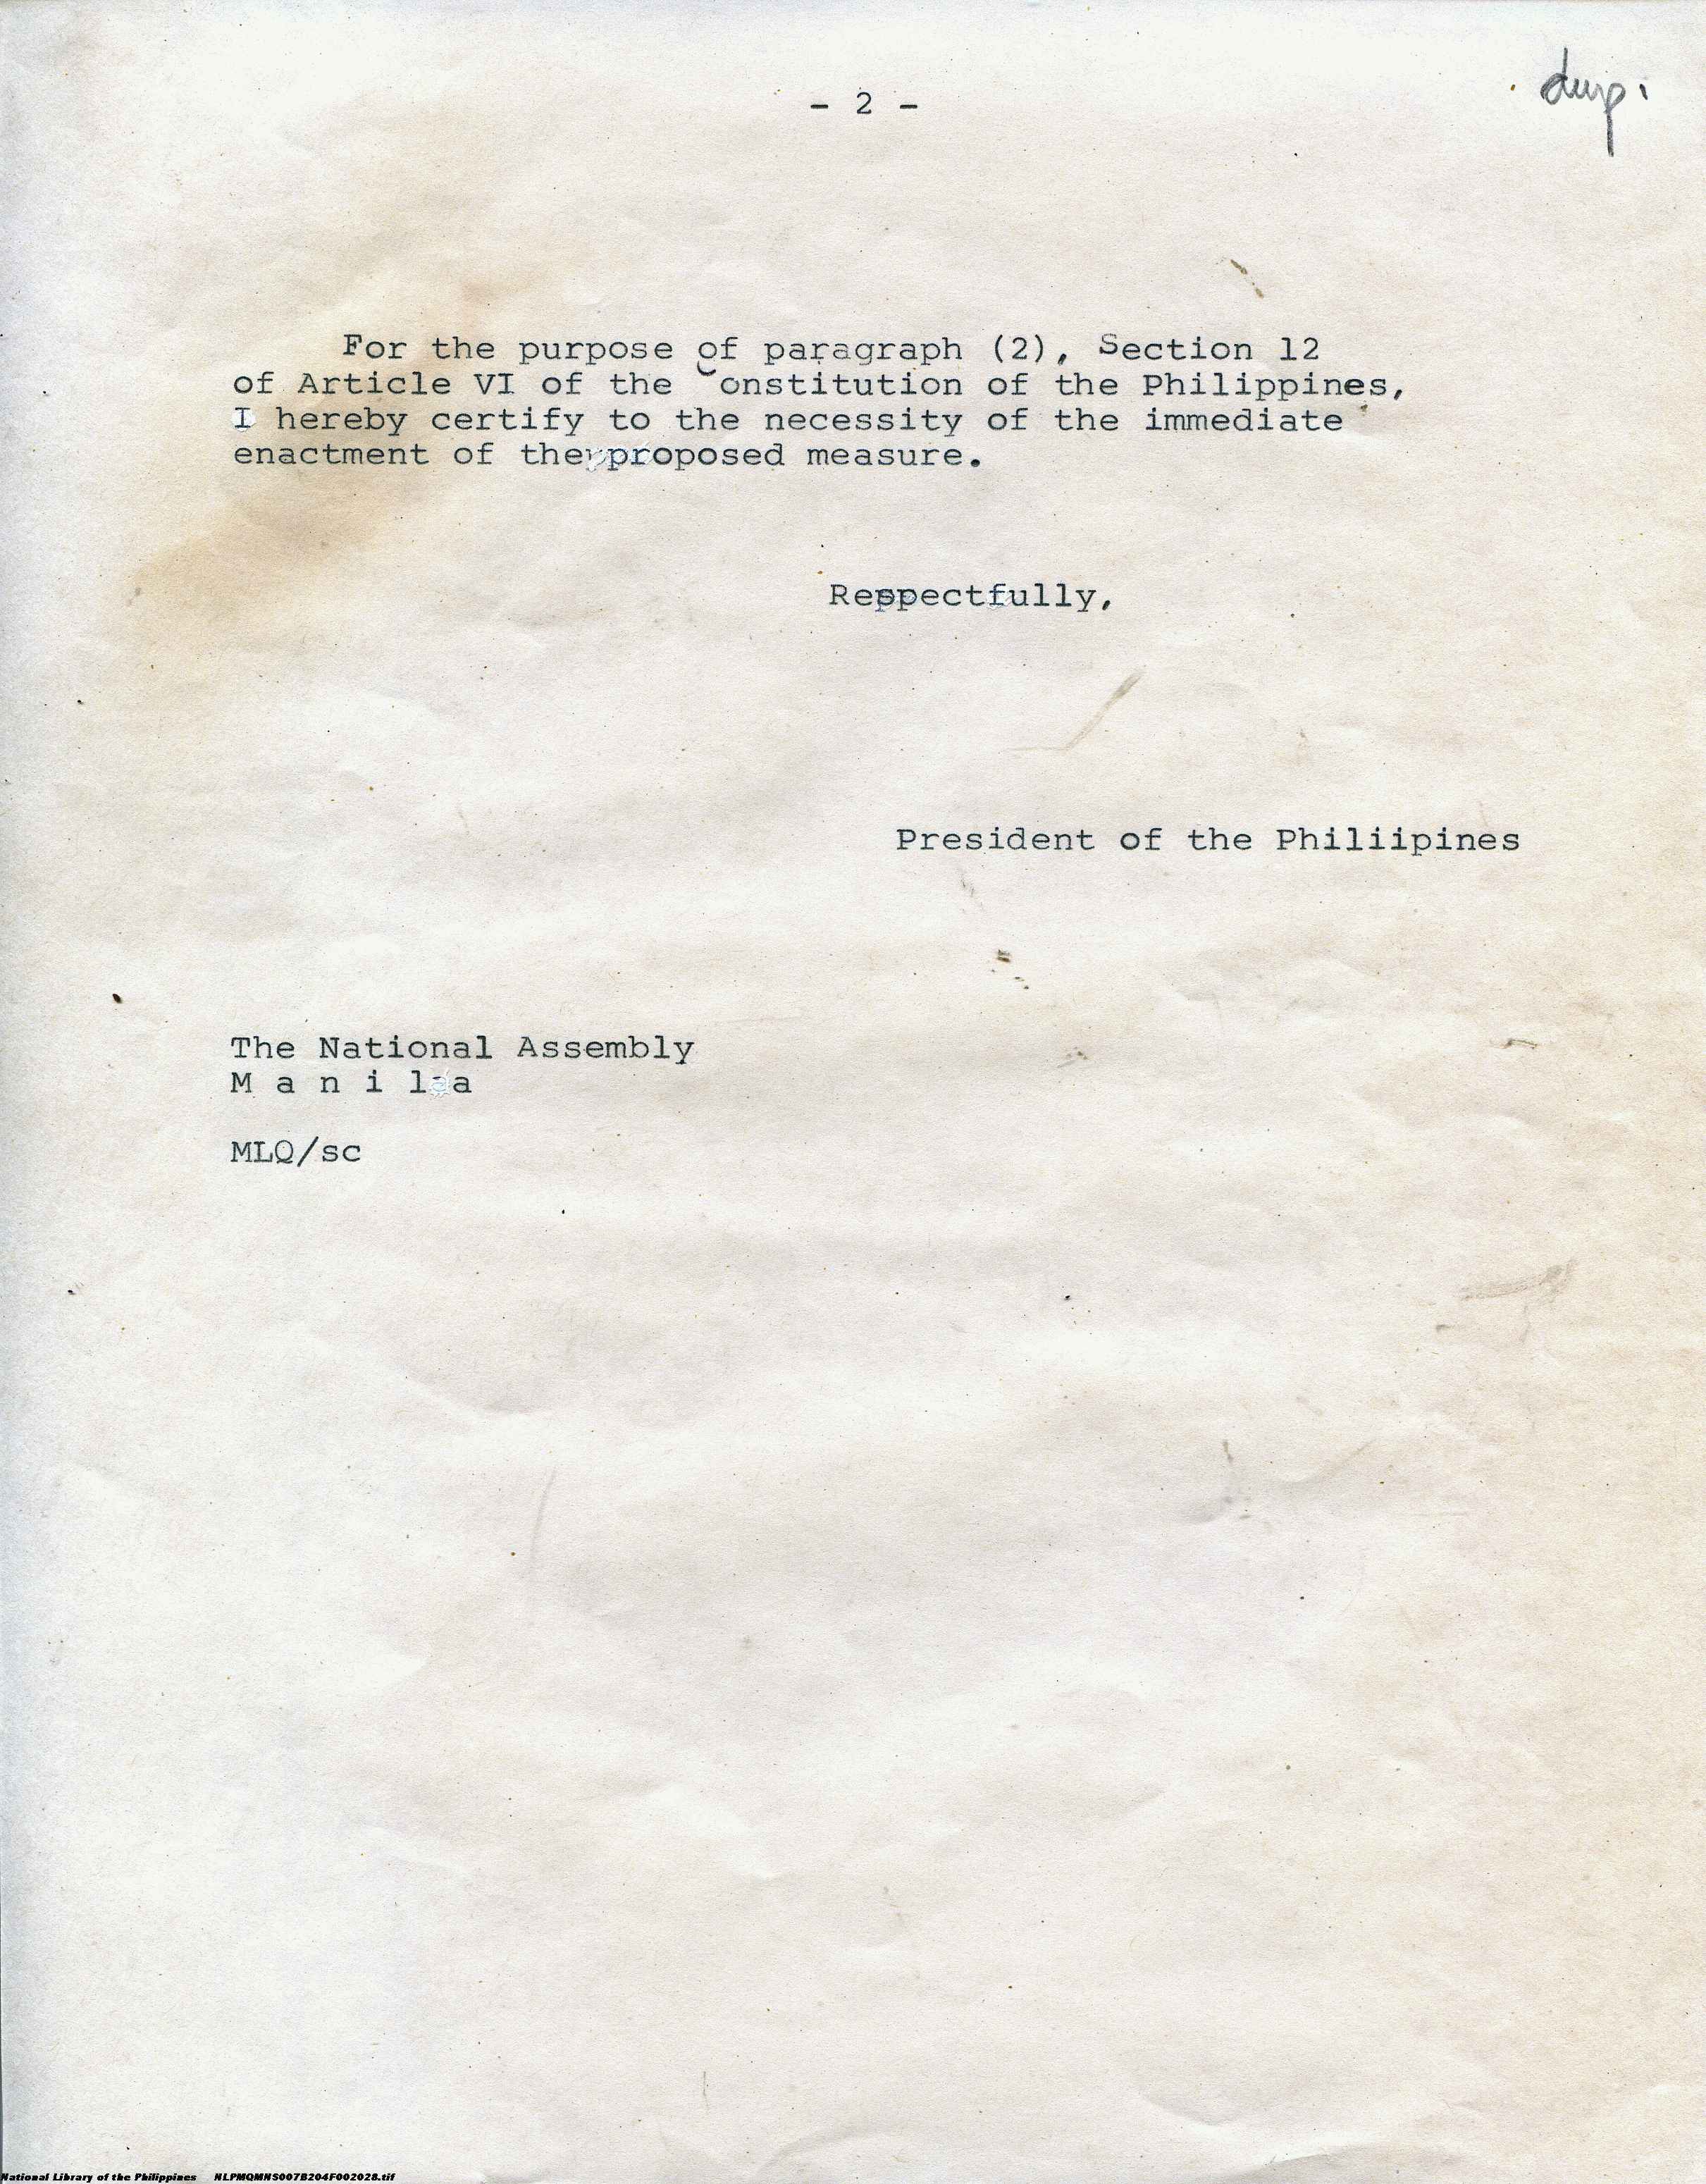 - 2 -
dup.
For the purpose of paragraph (2), Section 12
of Article VI of the Constitution of the Philippines,
I hereby certify to the necessity of the immediate
enactment of the proposed measure.
Respectfully,
President of the Philiipines
The National Assembly
M a n i l a
MLQ/sc
National Library of the Philippines NLPMQMNS007B204F002028.tif